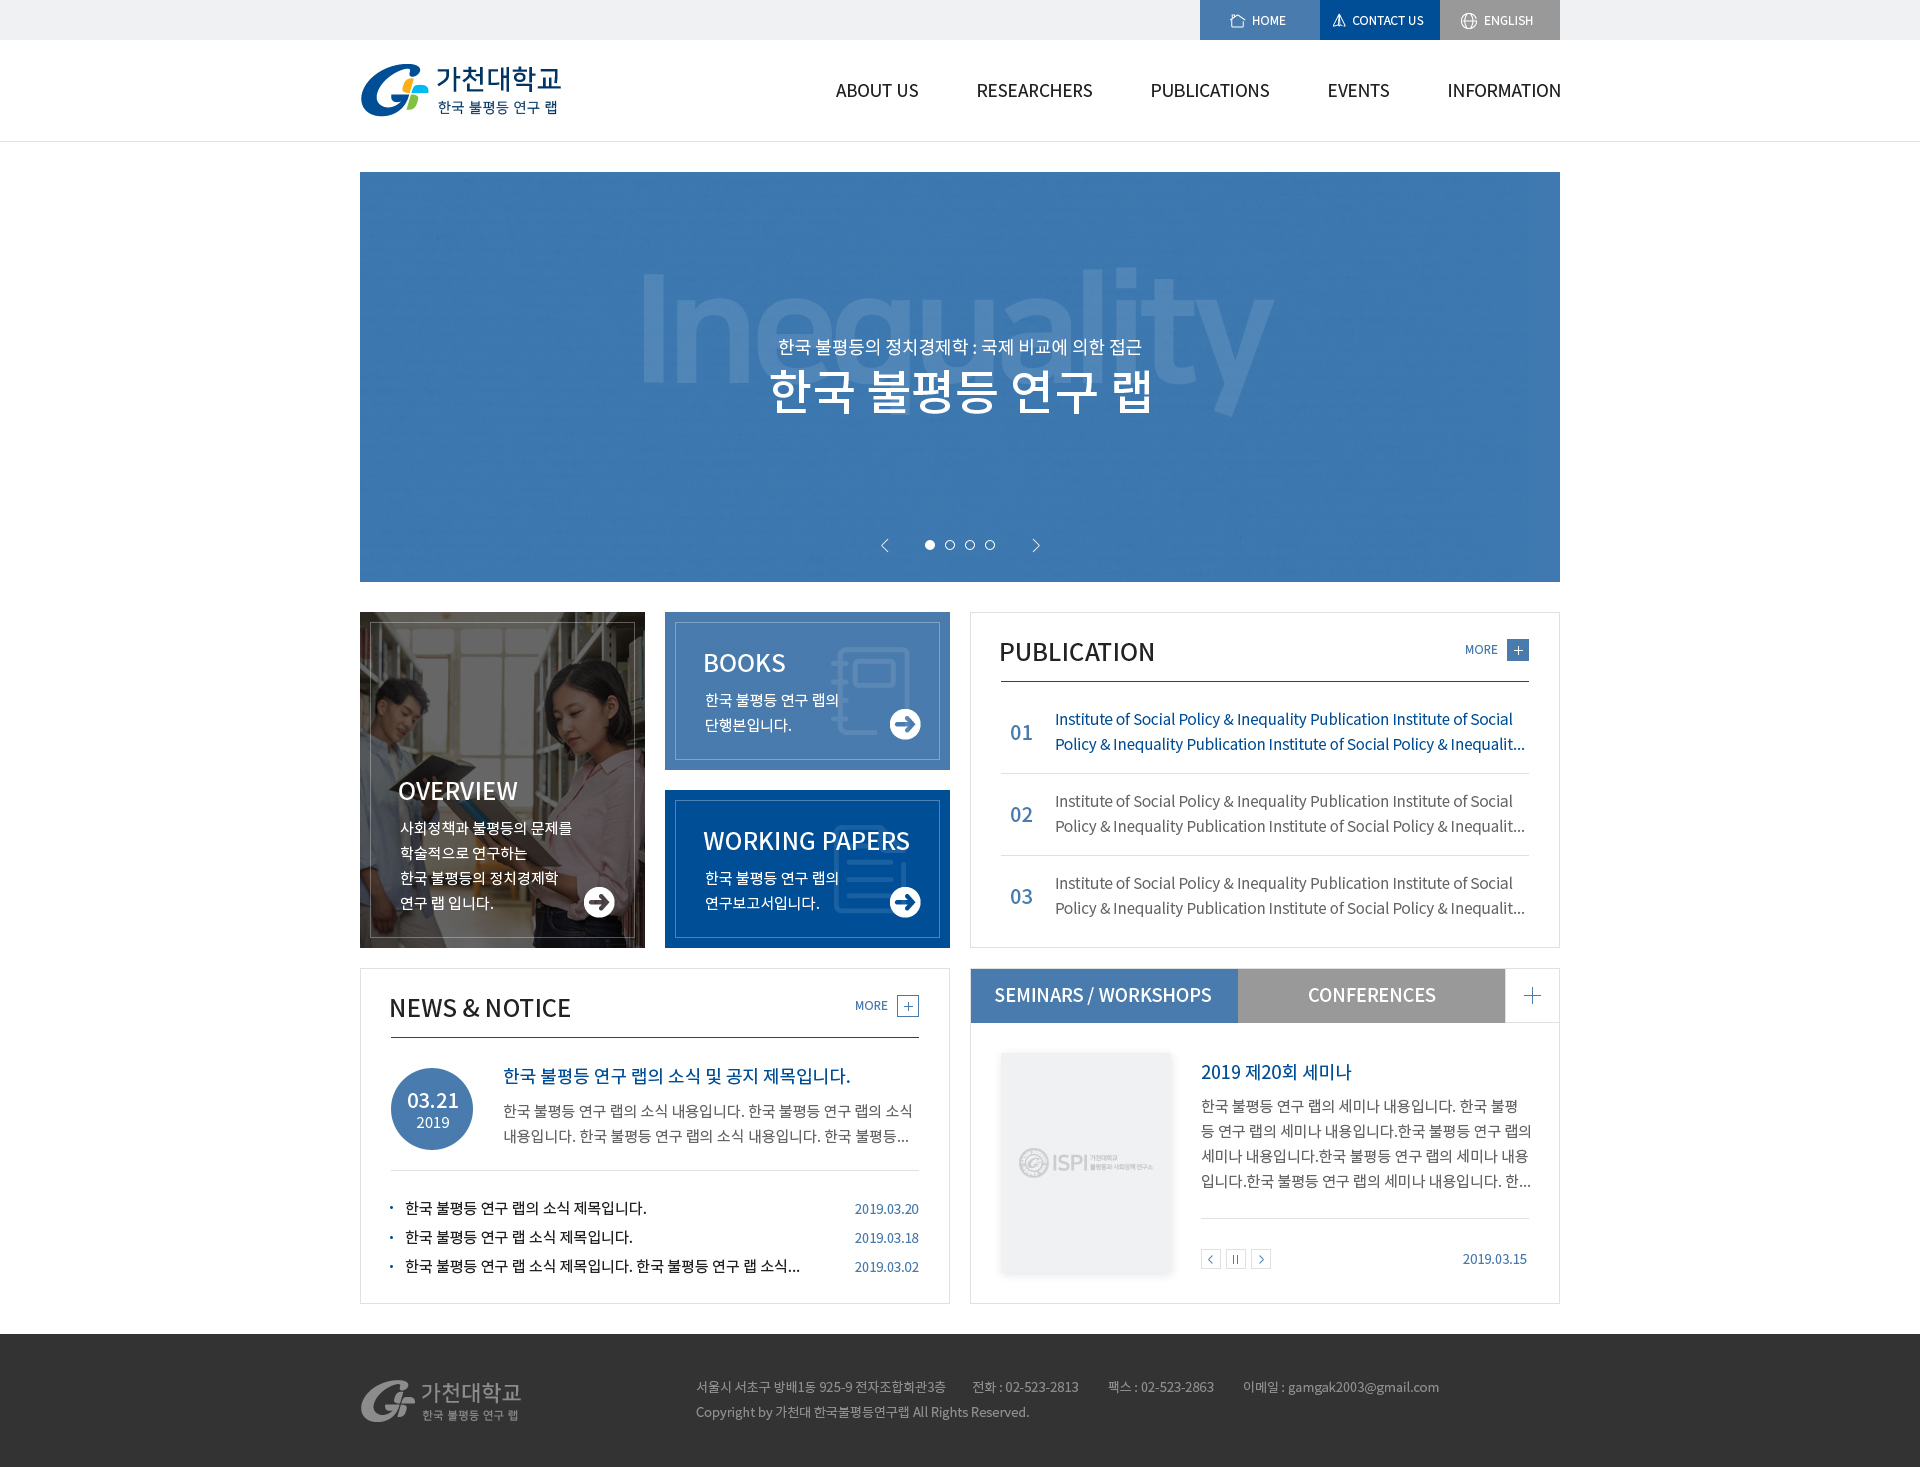 HOME
CONTACT US
ENGLISH
가천대학교
한국 불평등 연구 랩
ABOUT US
RESEARCHERS
PUBLICATIONS
EVENTS
INFORMATION
Inequality
한국 불평등의 정치경제학 : 국제 비교에 의한 접근
한국 불평등 연구 랩
OVERVIEW
사회정책과 불평등의 문제를
학술적으로 연구하는
한국 불평등의 정치경제학
연구 랩 입니다.
BOOKS
한국 불평등 연구 랩의
단행본입니다.
WORKING PAPERS
한국 불평등 연구 랩의
연구보고서입니다.
PUBLICATION
MORE
01
Institute of Social Policy & Inequality Publication Institute of Social
Policy & Inequality Publication Institute of Social Policy & Inequalit...
02
Institute of Social Policy & Inequality Publication Institute of Social
Policy & Inequality Publication Institute of Social Policy & Inequalit...
03
Institute of Social Policy & Inequality Publication Institute of Social
Policy & Inequality Publication Institute of Social Policy & Inequalit...
NEWS & NOTICE
MORE
03.21
2019
한국 불평등 연구 랩의 소식 및 공지 제목입니다.
한국 불평등 연구 랩의 소식 내용입니다. 한국 불평등 연구 랩의 소식
내용입니다. 한국 불평등 연구 랩의 소식 내용입니다. 한국 불평등...
한국 불평등 연구 랩의 소식 제목입니다.
2019.03.20
한국 불평등 연구 랩 소식 제목입니다.
2019.03.18
한국 불평등 연구 랩 소식 제목입니다. 한국 불평등 연구 랩 소식...
2019.03.02
SEMINARS / WORKSHOPS
CONFERENCES
ISPI
가천대학교
불평등과 사회정책 연구소
2019 제20회 세미나
한국 불평등 연구 랩의 세미나 내용입니다. 한국 불평
등 연구 랩의 세미나 내용입니다.한국 불평등 연구 랩의
세미나 내용입니다.한국 불평등 연구 랩의 세미나 내용
입니다.한국 불평등 연구 랩의 세미나 내용입니다. 한...
2019.03.15
가천대학교
한국 불평등 연구 랩
서울시 서초구 방배1동 925-9 전자조합회관3층
전화 : 02-523-2813
팩스 : 02-523-2863
이메일 : gamgak2003@gmail.com
Copyright by 가천대 한국불평등연구랩 All Rights Reserved.